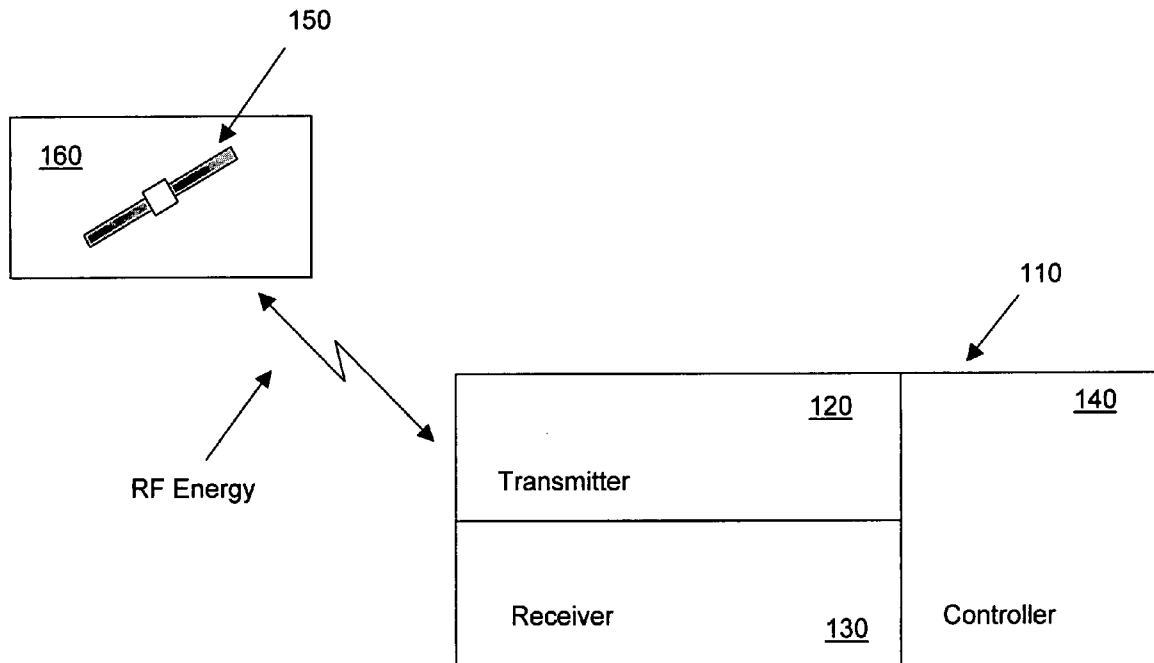 150
160
110
120
140
RF Energy
Transmitter
Receiver
130
Controller